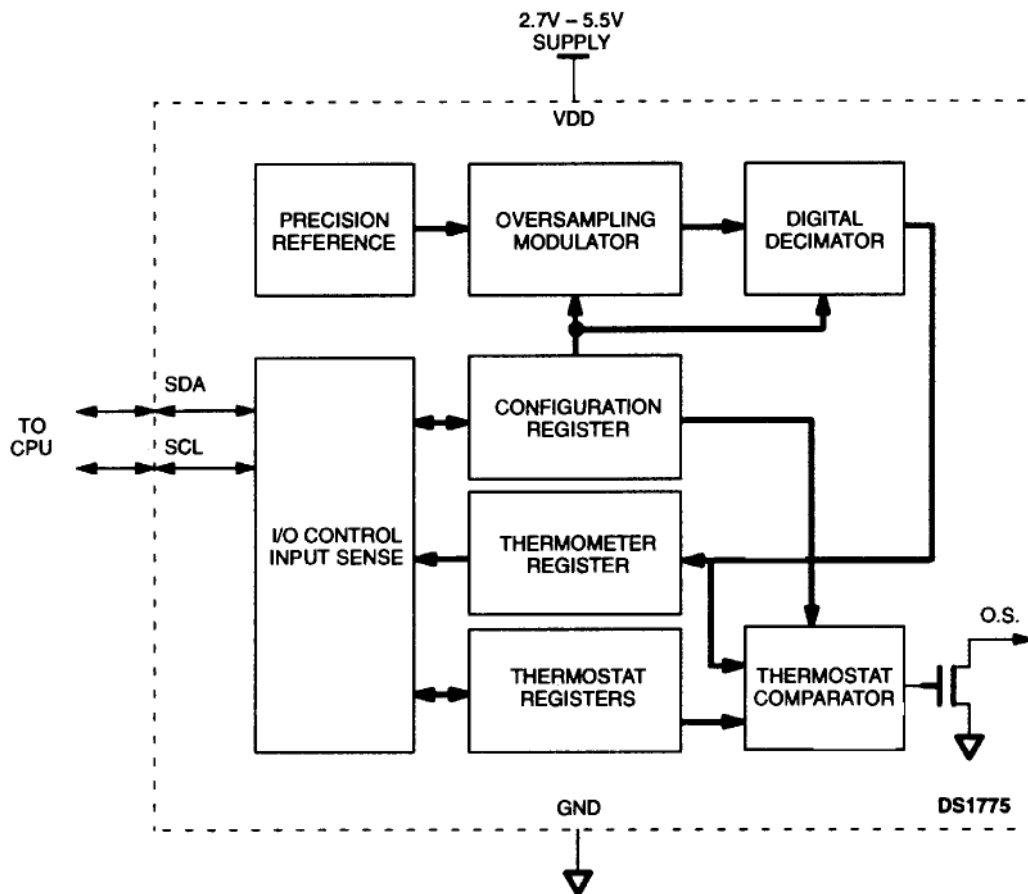 2.7V – 5.5V
SUPPLY
VDD
PRECISION
REFERENCE
OVERSAMPLING
MODULATOR
DIGITAL
DECIMATOR
SDA
TO
CPU
SCL
I/O CONTROL
INPUT SENSE
CONFIGURATION
REGISTER
THERMOMETER
REGISTER
THERMOSTAT
REGISTERS
THERMOSTAT
COMPARATOR
O.S.
GND
DS1775